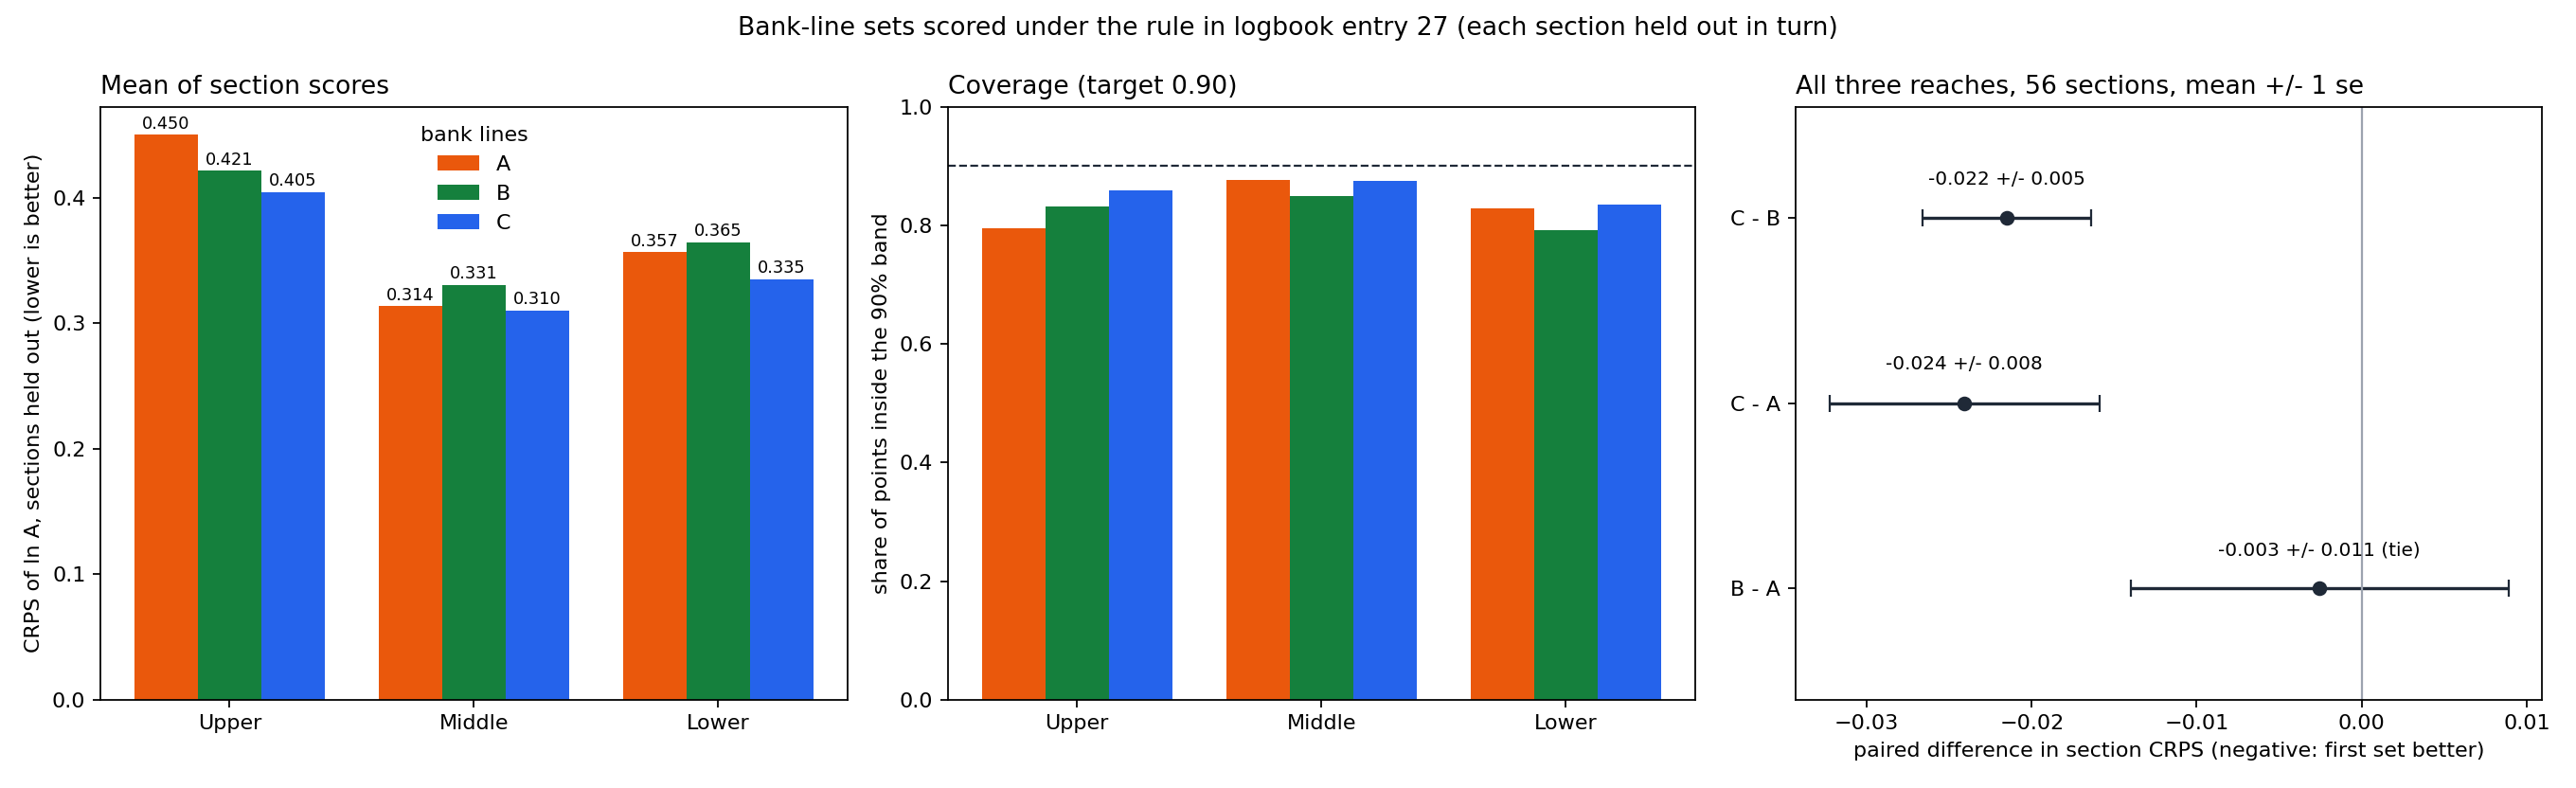 Bank-line sets scored under the rule in logbook entry 27 (each section held out in turn)
Mean of section scores
CRPS of ln A, sections held out (lower is better)
0.4
0.3
0.2
0.1
0.0
0.450
0.421
0.405
0.314
0.331
0.310
0.357
0.365
0.335
bank lines
A
B
C
Upper
Middle
Lower
Coverage (target 0.90)
share of points inside the 90% band
1.0
0.8
0.6
0.4
0.2
0.0
Upper
Middle
Lower
All three reaches, 56 sections, mean +/- 1 se
C - B
C - A
B - A
-0.022 +/- 0.005
-0.024 +/- 0.008
-0.003 +/- 0.011 (tie)
−0.03
−0.02
−0.01
0.00
0.01
paired difference in section CRPS (negative: first set better)